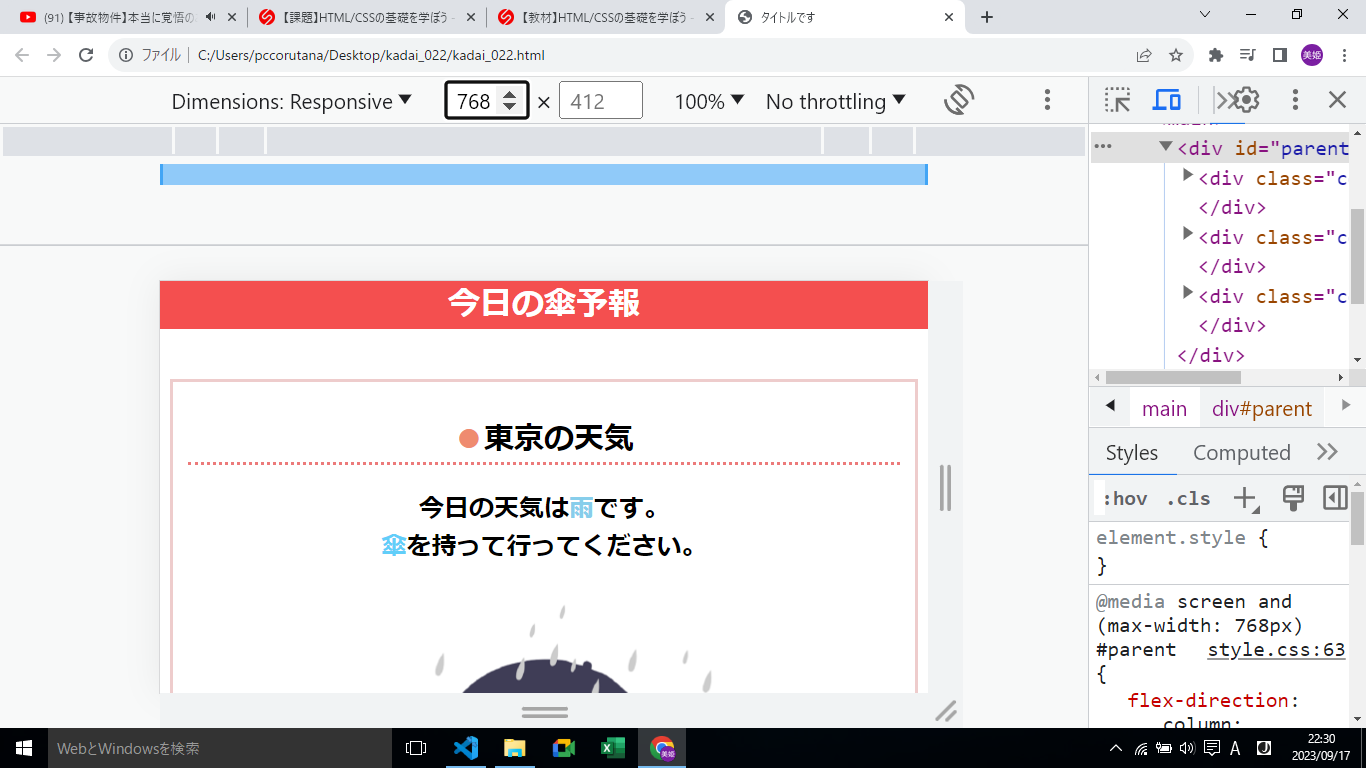 (91) 【事故物件】本当に覚悟の
【課題】HTML/CSSの基礎を学ぼう -
【教材】HTML/CSSの基礎を学ぼう -
タイトルです
ファイル | C:/Users/pccorutana/Desktop/kadai_022/kadai_022.html
美姫
Dimensions: Responsive
768 × 412
100%
No throttling
今日の傘予報
東京の天気
今日の天気は雨です。
傘を持って行ってください。
<div id="parent
<div class="c
</div>
<div class="c
</div>
<div class="c
</div>
</div>
main div#parent
Styles Computed
:hov .cls
element.style {
}
@media screen and
(max-width: 768px)
#parent style.css:63
{
flex-direction:
column;
WebとWindowsを検索
美姫
A
J
22:30
2023/09/17